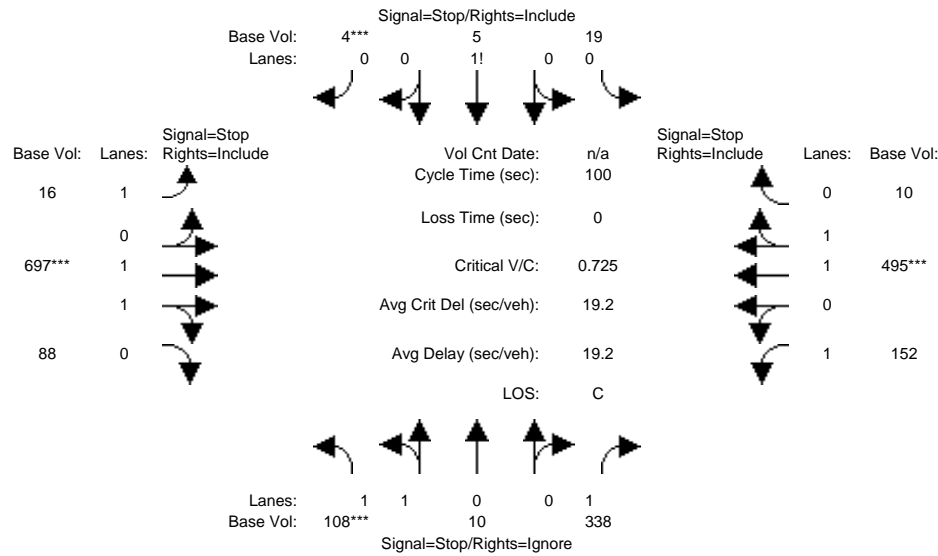 Signal=Stop/Rights=Include
Base Vol: 4*** 5 19
Lanes: 0 0 1! 0 0
Signal=Stop Signal=Stop
Base Vol: Lanes: Rights=Include Vol Cnt Date: n/a Rights=Include Lanes: Base Vol:
Cycle Time (sec): 100
16 1 0 10
Loss Time (sec): 0
0 1
697*** 1 Critical V/C: 0.725 1 495***
1 Avg Crit Del (sec/veh): 19.2 0
88 0 Avg Delay (sec/veh): 19.2 1 152
LOS: C
Lanes: 1 1 0 0 1
Base Vol: 108*** 10 338
Signal=Stop/Rights=Ignore